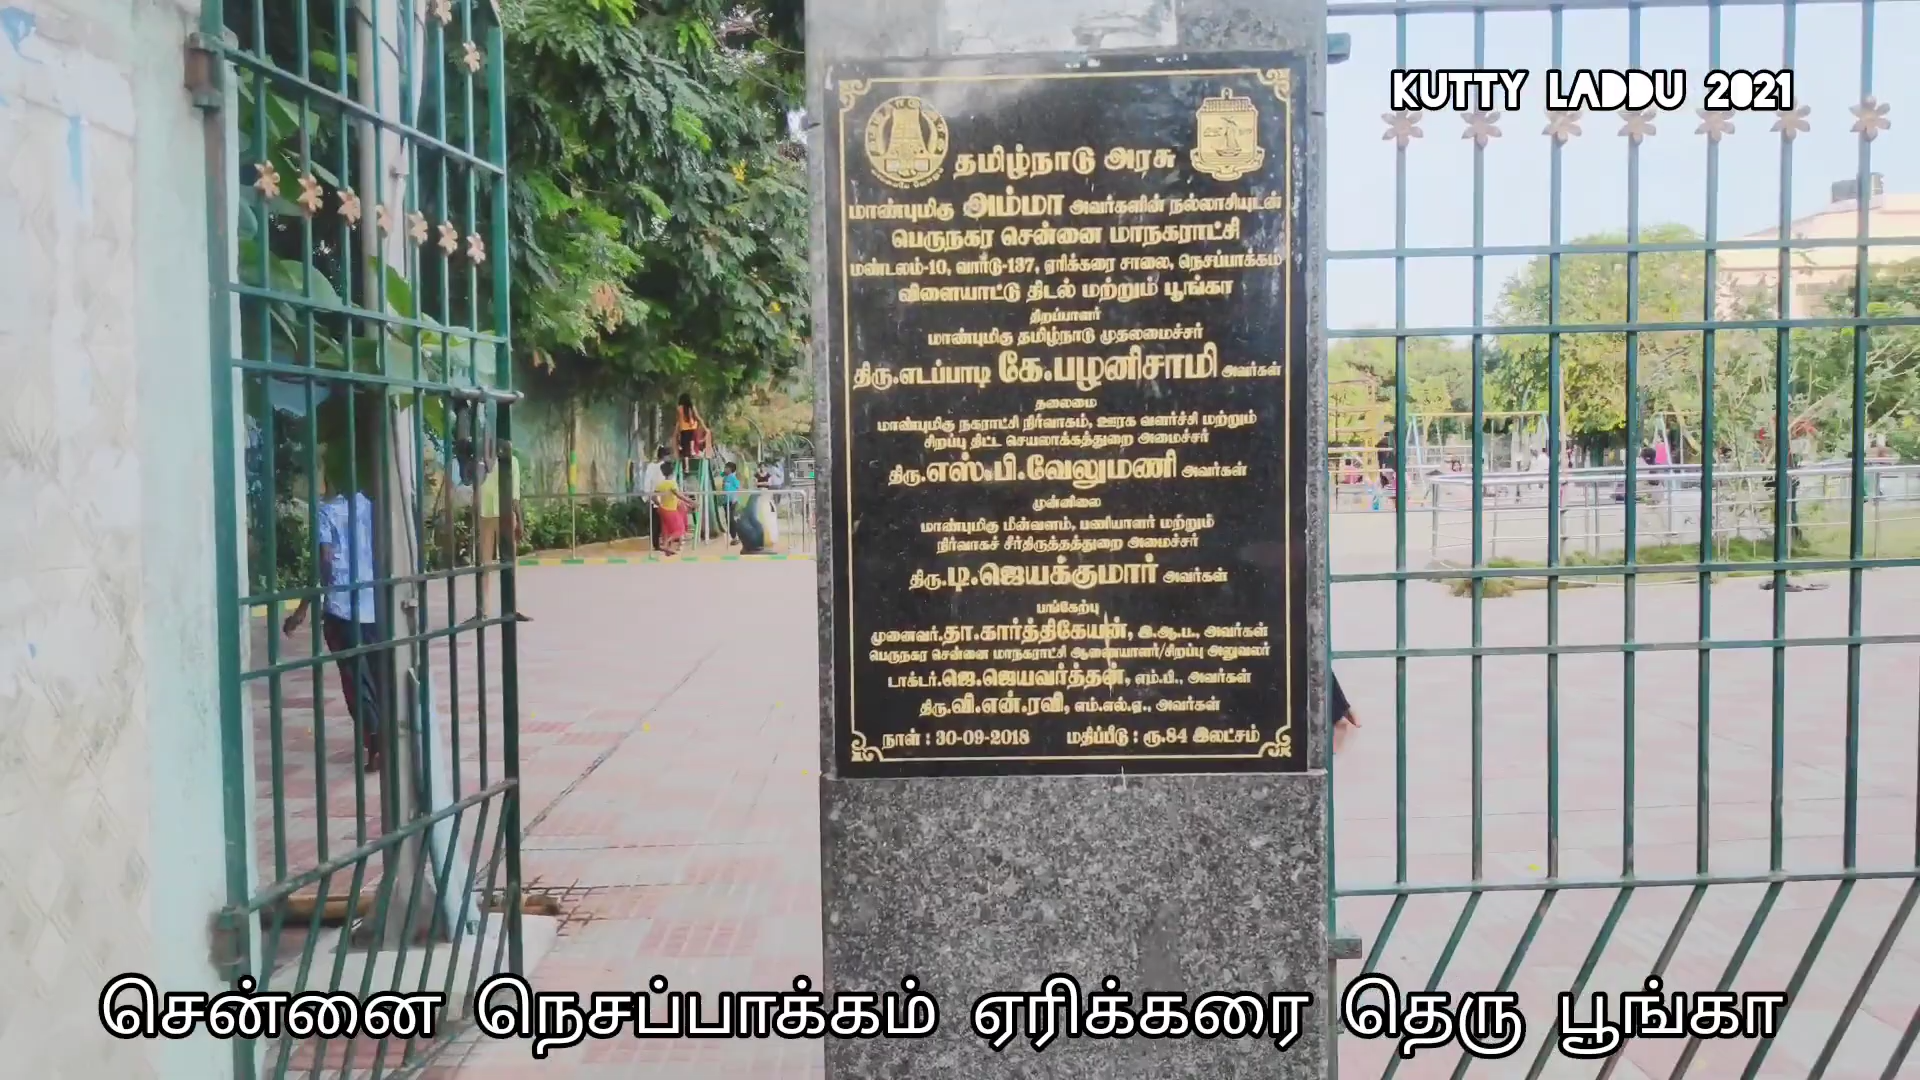 KUTTY LADDU 2021
தமிழ்நாடு அரசு
மாண்புமிகு அம்மா அவர்களின் நல்லாசியுடன்
பெருநகர சென்னை மாநகராட்சி
மண்டலம்-10, வார்டு-137, ஏரிக்கரை சாலை, நெசப்பாக்கம்
விளையாட்டு திடல் மற்றும் பூங்கா
திறப்பாளர்
மாண்புமிகு தமிழ்நாடு முதலமைச்சர்
திரு.எடப்பாடி கே.பழனிசாமி அவர்கள்
தலைமை
மாண்புமிகு நகராட்சி நிர்வாகம், ஊரக வளர்ச்சி மற்றும்
சிறப்பு திட்ட செயலாக்கத்துறை அமைச்சர்
திரு.எஸ்.பி.வேலுமணி அவர்கள்
முன்னிலை
மாண்புமிகு மீன்வளம், பணியாளர் மற்றும்
நிர்வாகச் சீர்திருத்தத்துறை அமைச்சர்
திரு.டி.ஜெயக்குமார் அவர்கள்
பங்கேற்பு
முனைவர்.தா.கார்த்திகேயன், இ.ஆ.ப., அவர்கள்
பெருநகர சென்னை மாநகராட்சி ஆணையாளர்/சிறப்பு அலுவலர்
டாக்டர்.ஜெ.ஜெயவர்த்தன், எம்.பி., அவர்கள்
திரு.வி.என்.ரவி, எம்.எல்.ஏ., அவர்கள்
நாள் : 30-09-2018 மதிப்பீடு : ரூ.84 இலட்சம்
சென்னை நெசப்பாக்கம் ஏரிக்கரை தெரு பூங்கா